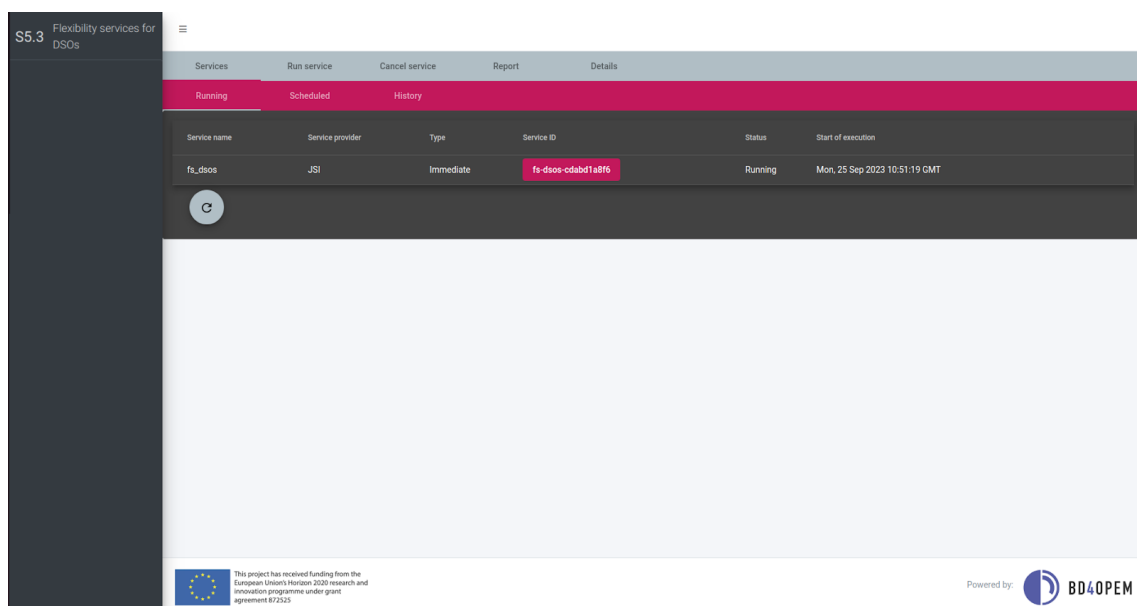 S5.3
Flexibility services for
DSOs
Services Run service Cancel service Report Details
Running Scheduled History
Service name Service provider Type Service ID Status Start of execution
fs_dsos JSI Immediate fs-dsos-cdabd1a8f6 Running Mon, 25 Sep 2023 10:51:19 GMT
This project has received funding from the
European Union's Horizon 2020 research and
innovation programme under grant
agreement 872525
Powered by:
BD4OPEM